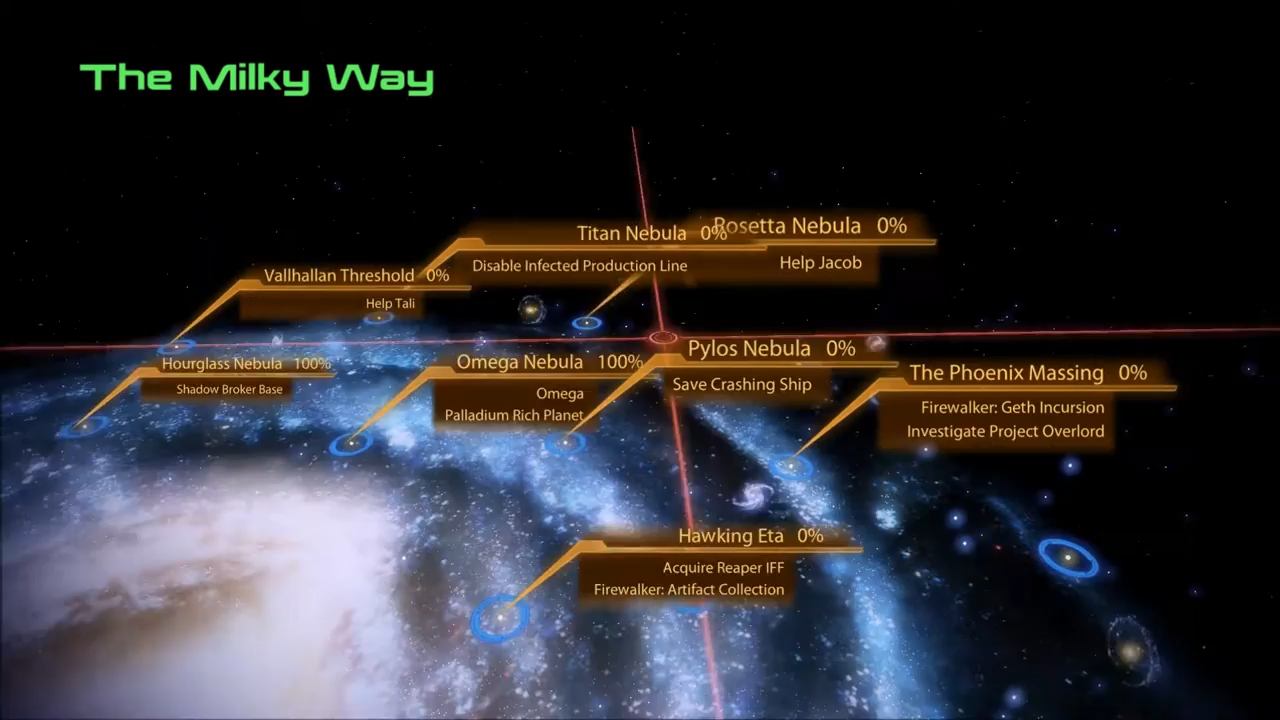 The Milky Way
Rosetta Nebula 0%
Help Jacob
Titan Nebula 0%
Disable Infected Production Line
Vallhallan Threshold 0%
Help Tali
Hourglass Nebula 100%
Shadow Broker Base
Omega Nebula 100%
Omega
Palladium Rich Planet
Pylos Nebula 0%
Save Crashing Ship
The Phoenix Massing 0%
Firewalker: Geth Incursion
Investigate Project Overlord
Hawking Eta 0%
Acquire Reaper IFF
Firewalker: Artifact Collection